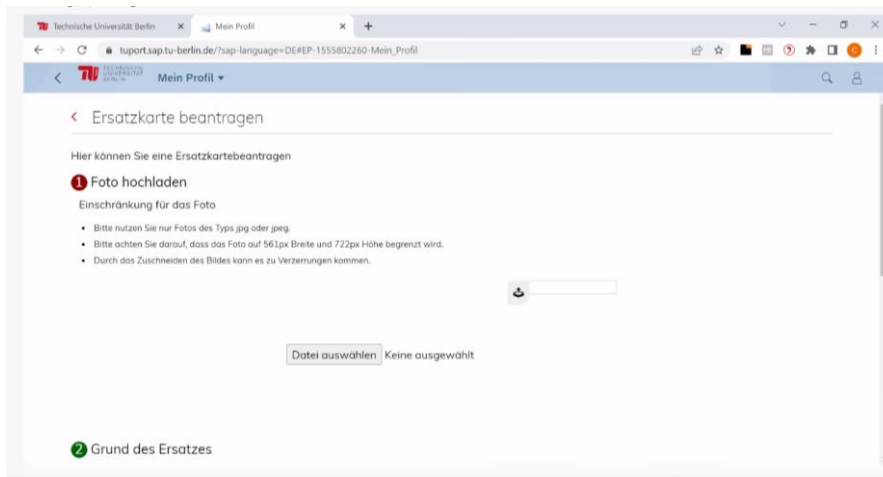 Technische Universität Berlin
Mein Profil
tuport.sap.tu-berlin.de/?sap-language=DE#EP-1555802260-Mein_Profil
TECHNISCHE
UNIVERSITÄT
BERLIN
Mein Profil
Ersatzkarte beantragen
Hier können Sie eine Ersatzkartebeantragen
1 Foto hochladen
Einschränkung für das Foto
• Bitte nutzen Sie nur Fotos des Typs jpg oder jpeg.
• Bitte achten Sie darauf, dass das Foto auf 561px Breite und 722px Höhe begrenzt wird.
• Durch das Zuschneiden des Bildes kann es zu Verzerrungen kommen.
Datei auswählen Keine ausgewählt
2 Grund des Ersatzes